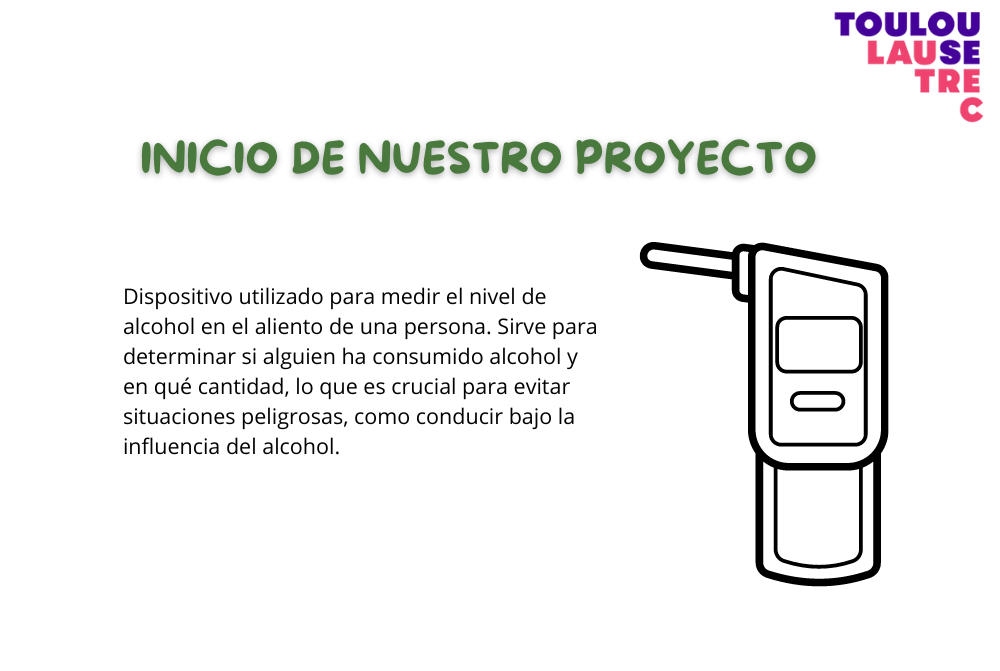 TOULOU
LAUSE
TREC
C
INICIO DE NUESTRO PROYECTO
Dispositivo utilizado para medir el nivel de
alcohol en el aliento de una persona. Sirve para
determinar si alguien ha consumido alcohol y
en qué cantidad, lo que es crucial para evitar
situaciones peligrosas, como conducir bajo la
influencia del alcohol.